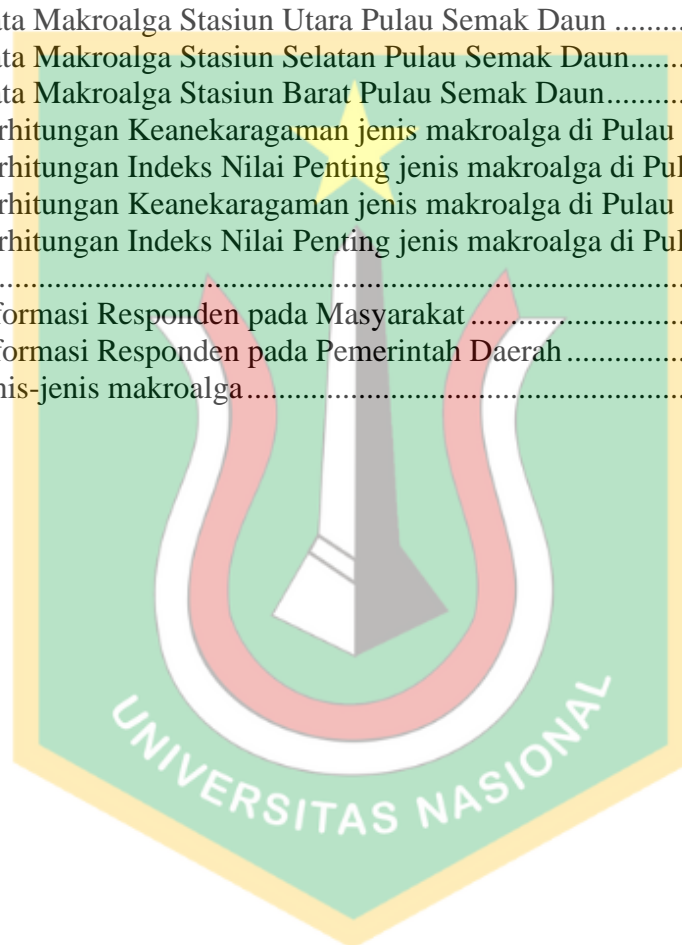 ata Makroalga Stasiun Utara Pulau Semak Daun .........
ata Makroalga Stasiun Selatan Pulau Semak Daun.......
ata Makroalga Stasiun Barat Pulau Semak Daun..........
rhitungan Keanekaragaman jenis makroalga di Pulau
rhitungan Indeks Nilai Penting jenis makroalga di Pul
rhitungan Keanekaragaman jenis makroalga di Pulau
rhitungan Indeks Nilai Penting jenis makroalga di Pul
................................................................................
formasi Responden pada Masyarakat ............................
formasi Responden pada Pemerintah Daerah ................
nis-jenis makroalga.......................................................
UNIVERSITAS NASIONAL